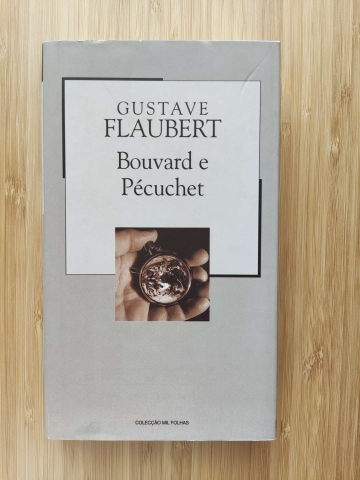 GUSTAVE
FLAUBERT
Bouvard e
Pécuchet
COLECÇÃO MIL FOLHAS